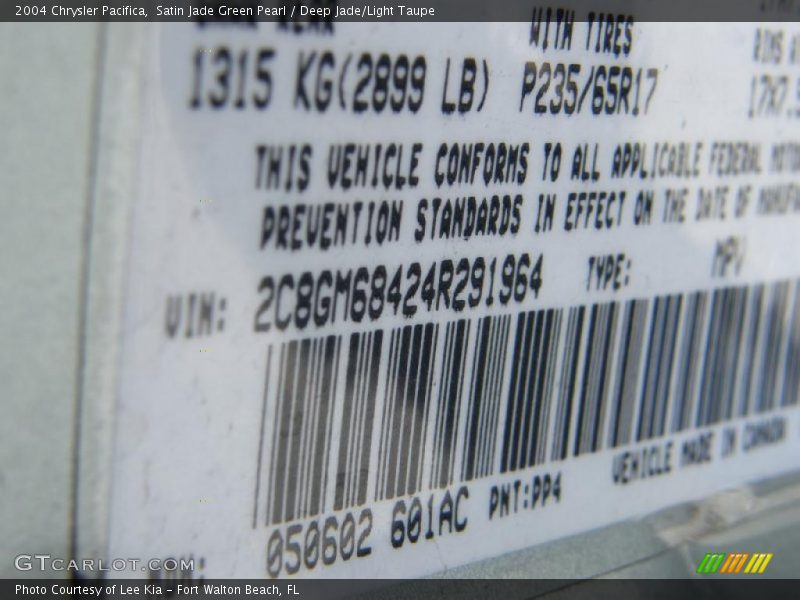 2004 Chrysler Pacifica, Satin Jade Green Pearl / Deep Jade/Light Taupe
WITH TIRES
1315 KG(2899 LB) P235/65R17
THIS VEHICLE CONFORMS TO ALL APPLICABLE FEDERAL
PREVENTION STANDARDS IN EFFECT ON THE DATE OF
VIN: 2C8GM68424R291964 TYPE: MPV
VEHICLE MADE IN CANADA
050602 601AC PNT:PP4
GTCARLOT.COM
Photo Courtesy of Lee Kia - Fort Walton Beach, FL